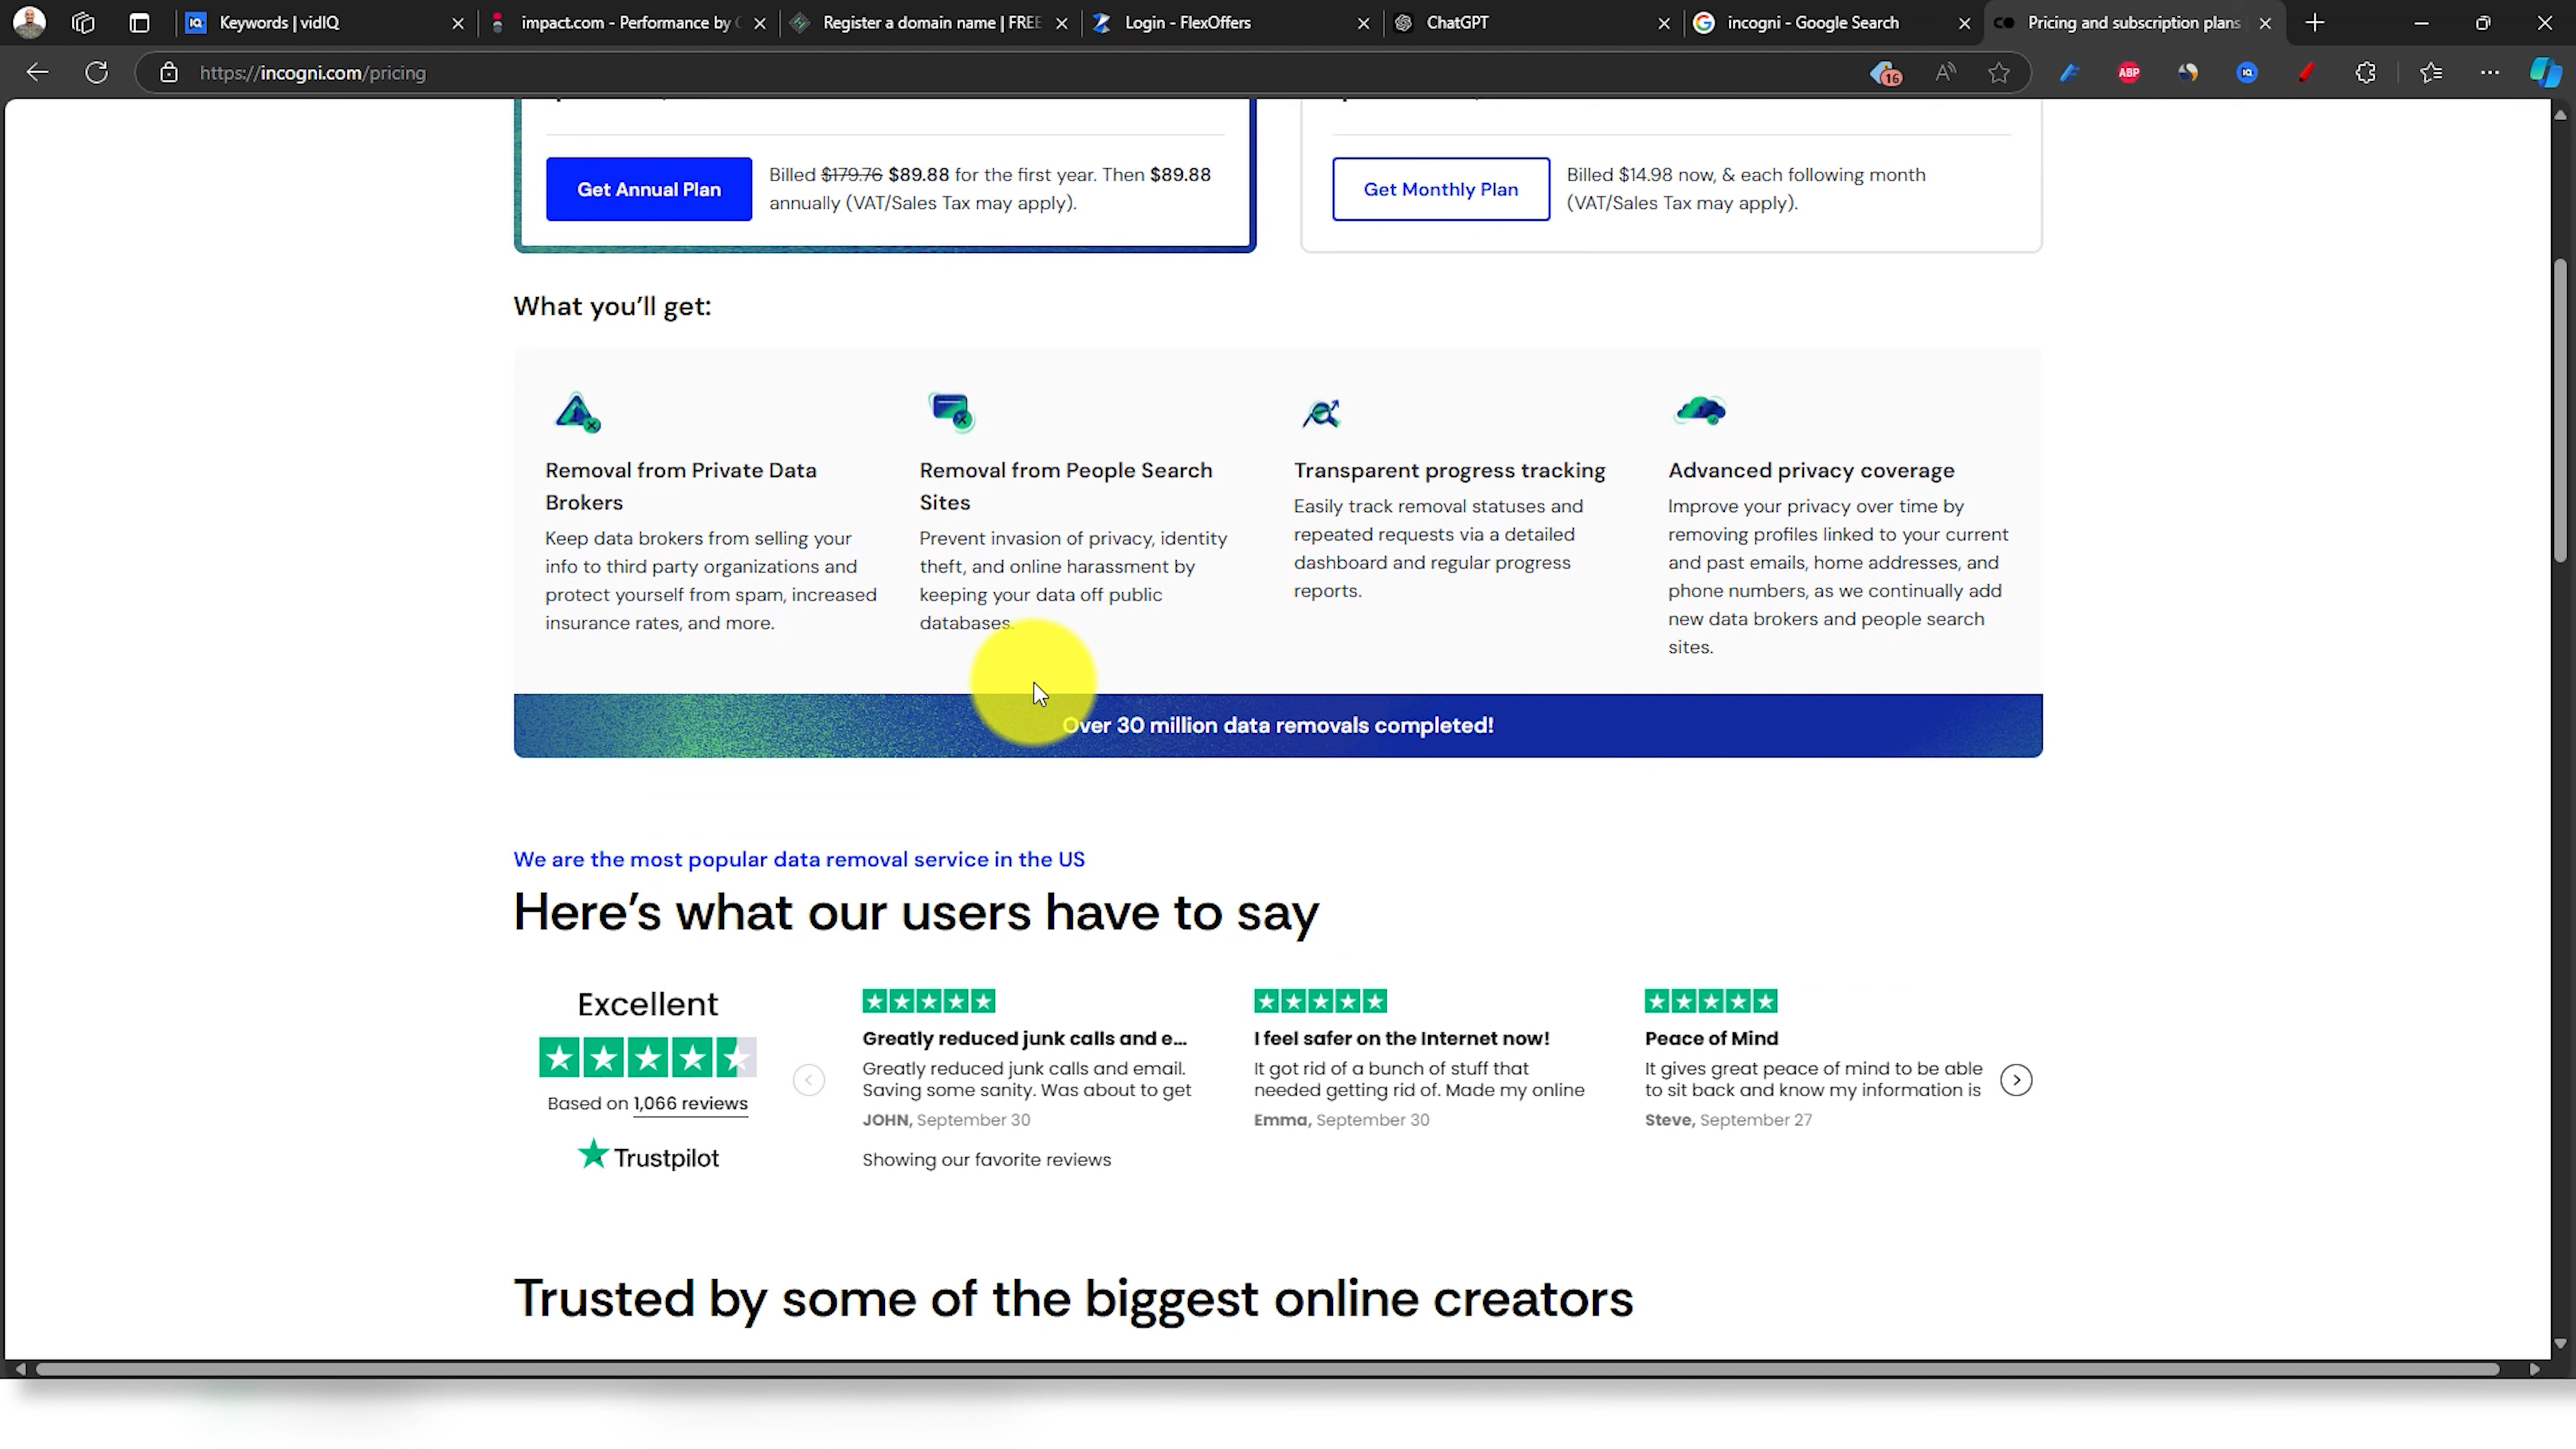 Keywords | vidIQ
impact.com - Performance by
Register a domain name | FREE
Login - FlexOffers
ChatGPT
incogni - Google Search
Pricing and subscription plans
https://incogni.com/pricing
16
ABP
IQ
Get Annual Plan
Billed $179.76 $89.88 for the first year. Then $89.88
annually (VAT/Sales Tax may apply).
Get Monthly Plan
Billed $14.98 now, & each following month
(VAT/Sales Tax may apply).
What you'll get:
Removal from Private Data
Brokers
Keep data brokers from selling your
info to third party organizations and
protect yourself from spam, increased
insurance rates, and more.
Removal from People Search
Sites
Prevent invasion of privacy, identity
theft, and online harassment by
keeping your data off public
databases.
Transparent progress tracking
Easily track removal statuses and
repeated requests via a detailed
dashboard and regular progress
reports.
Advanced privacy coverage
Improve your privacy over time by
removing profiles linked to your current
and past emails, home addresses, and
phone numbers, as we continually add
new data brokers and people search
sites.
Over 30 million data removals completed!
We are the most popular data removal service in the US
Here's what our users have to say
Excellent
Based on 1,066 reviews
Trustpilot
Greatly reduced junk calls and e...
Greatly reduced junk calls and email.
Saving some sanity. Was about to get
JOHN, September 30
I feel safer on the Internet now!
It got rid of a bunch of stuff that
needed getting rid of. Made my online
Emma, September 30
Peace of Mind
It gives great peace of mind to be able
to sit back and know my information is
Steve, September 27
Showing our favorite reviews
Trusted by some of the biggest online creators